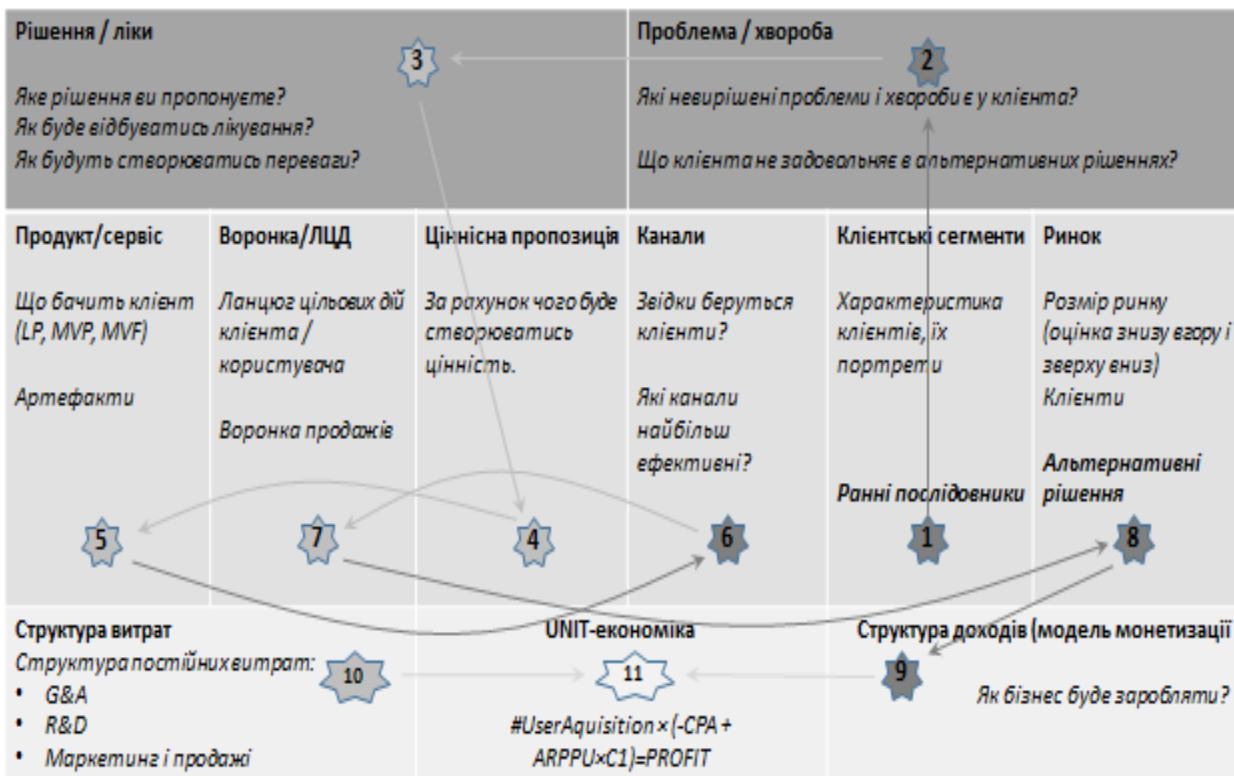 Рішення / ліки
3
Яке рішення ви пропонуєте?
Як буде відбуватись лікування?
Як будуть створюватись переваги?
Проблема / хвороба
2
Які невирішені проблеми і хвороби є у клієнта?
Що клієнта не задовольняє в альтернативних рішеннях?
Продукт/сервіс
Що бачить клієнт
(LP, MVP, MVF)
Артефакти
5
Воронка/ЛЦД
Ланцюг цільових дій
клієнта /
користувача
Воронка продажів
7
Ціннісна пропозиція
За рахунок чого буде
створюватись
цінність.
4
Канали
Звідки беруться
клієнти?
Які канали
найбільш
ефективні?
6
Клієнтські сегменти
Характеристика
клієнтів, їх
портрети
Ранні послідовники
1
Ринок
Розмір ринку
(оцінка знизу вгору і
зверху вниз)
Клієнти
Альтернативні
рішення
8
Структура витрат
Структура постійних витрат:
10
• G&A
• R&D
• Маркетинг і продажі
UNIT-економіка
11
#UserAquisition×(-CPA +
ARPPU×C1)=PROFIT
Структура доходів (модель монетизації
9
Як бізнес буде заробляти?